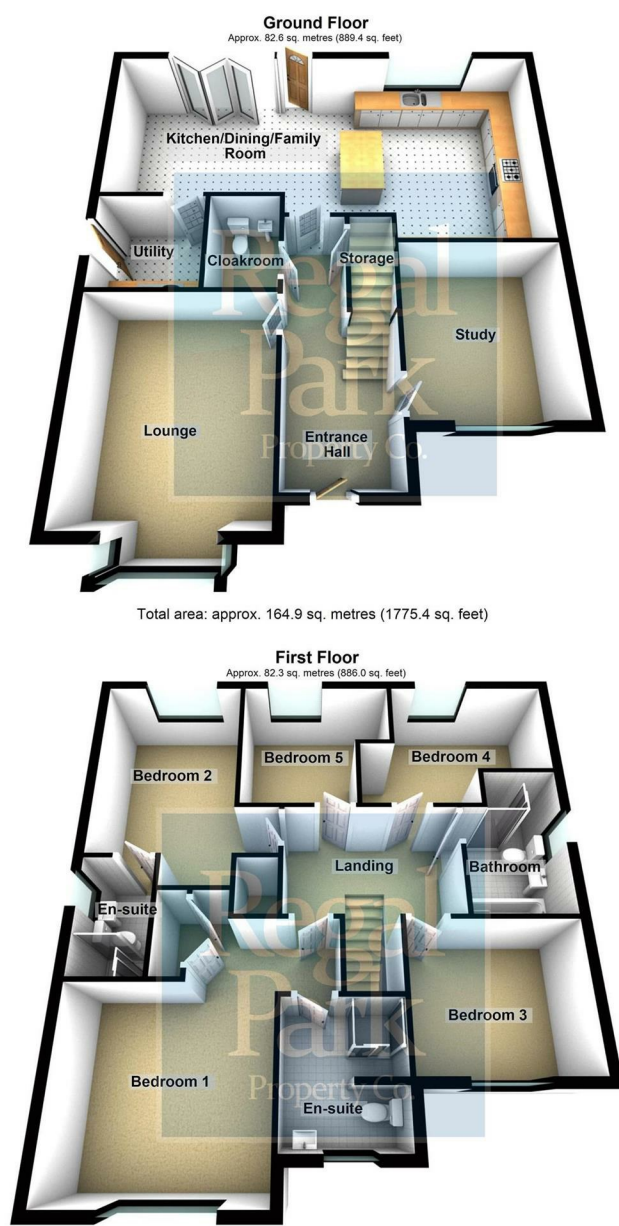 Ground Floor
Approx. 82.6 sq. metres (889.4 sq. feet)
Kitchen/Dining/Family
Room
Utility
Cloakroom
Storage
Study
Lounge
Entrance
Hall
Regal
Park
Property Co.
Total area: approx. 164.9 sq. metres (1775.4 sq. feet)
First Floor
Approx. 82.3 sq. metres (886.0 sq. feet)
Bedroom 5
Bedroom 4
Bedroom 2
Landing
Bathroom
En-suite
Bedroom 3
Bedroom 1
En-suite
Regal
Park
Property Co.